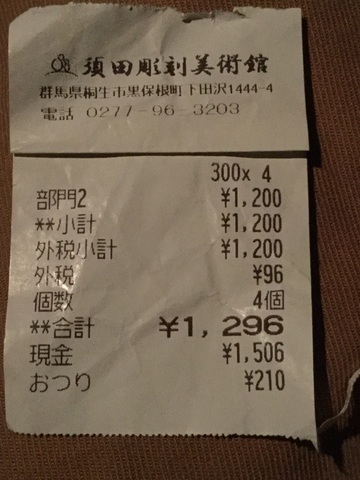 須田彫刻美術館
群馬県桐生市黒保根町下田沢1444-4
電話 0277-96-3203
300x 4
部門2 ¥1,200
**小計 ¥1,200
外税小計 ¥1,200
外税 ¥96
個数 4個
**合計 ¥1,296
現金 ¥1,506
おつり ¥210